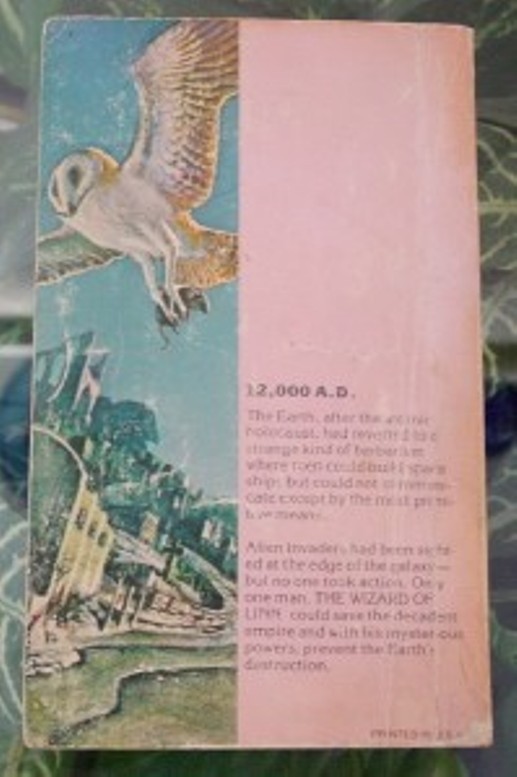 12,000 A.D.
The Earth, after the atomic
holocaust, had reverted to a
strange kind of barbarism
where men could build space
ships but could not communi-
cate except by the most primi-
tive means.
Alien Invaders had been sight-
ed at the edge of the galaxy—
but no one took action. Only
one man, THE WIZARD OF
LINN, could save the decadent
empire and with his mysterious
powers, prevent the Earth's
destruction.
PRINTED IN U.S.A.